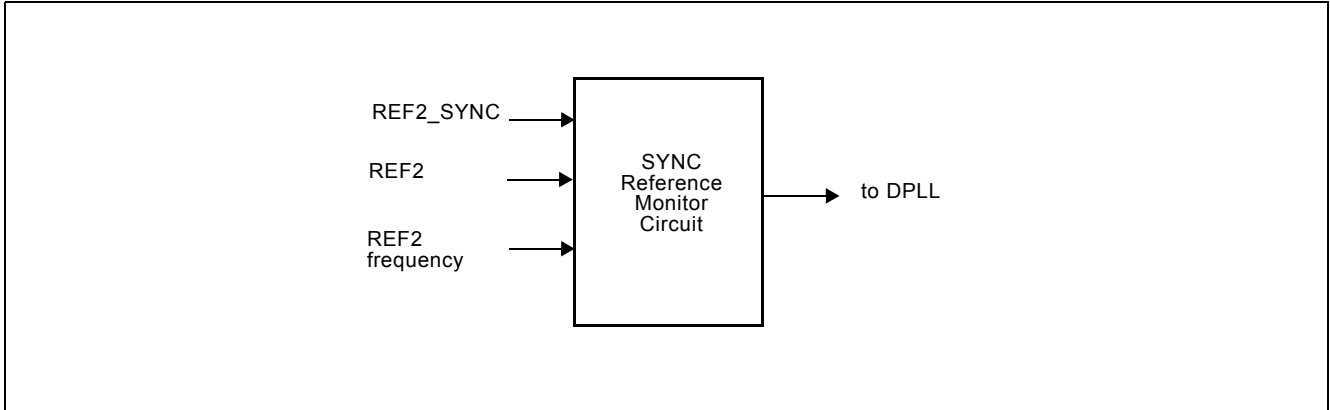 REF2_SYNC
REF2
REF2
frequency
SYNC
Reference
Monitor
Circuit
to DPLL